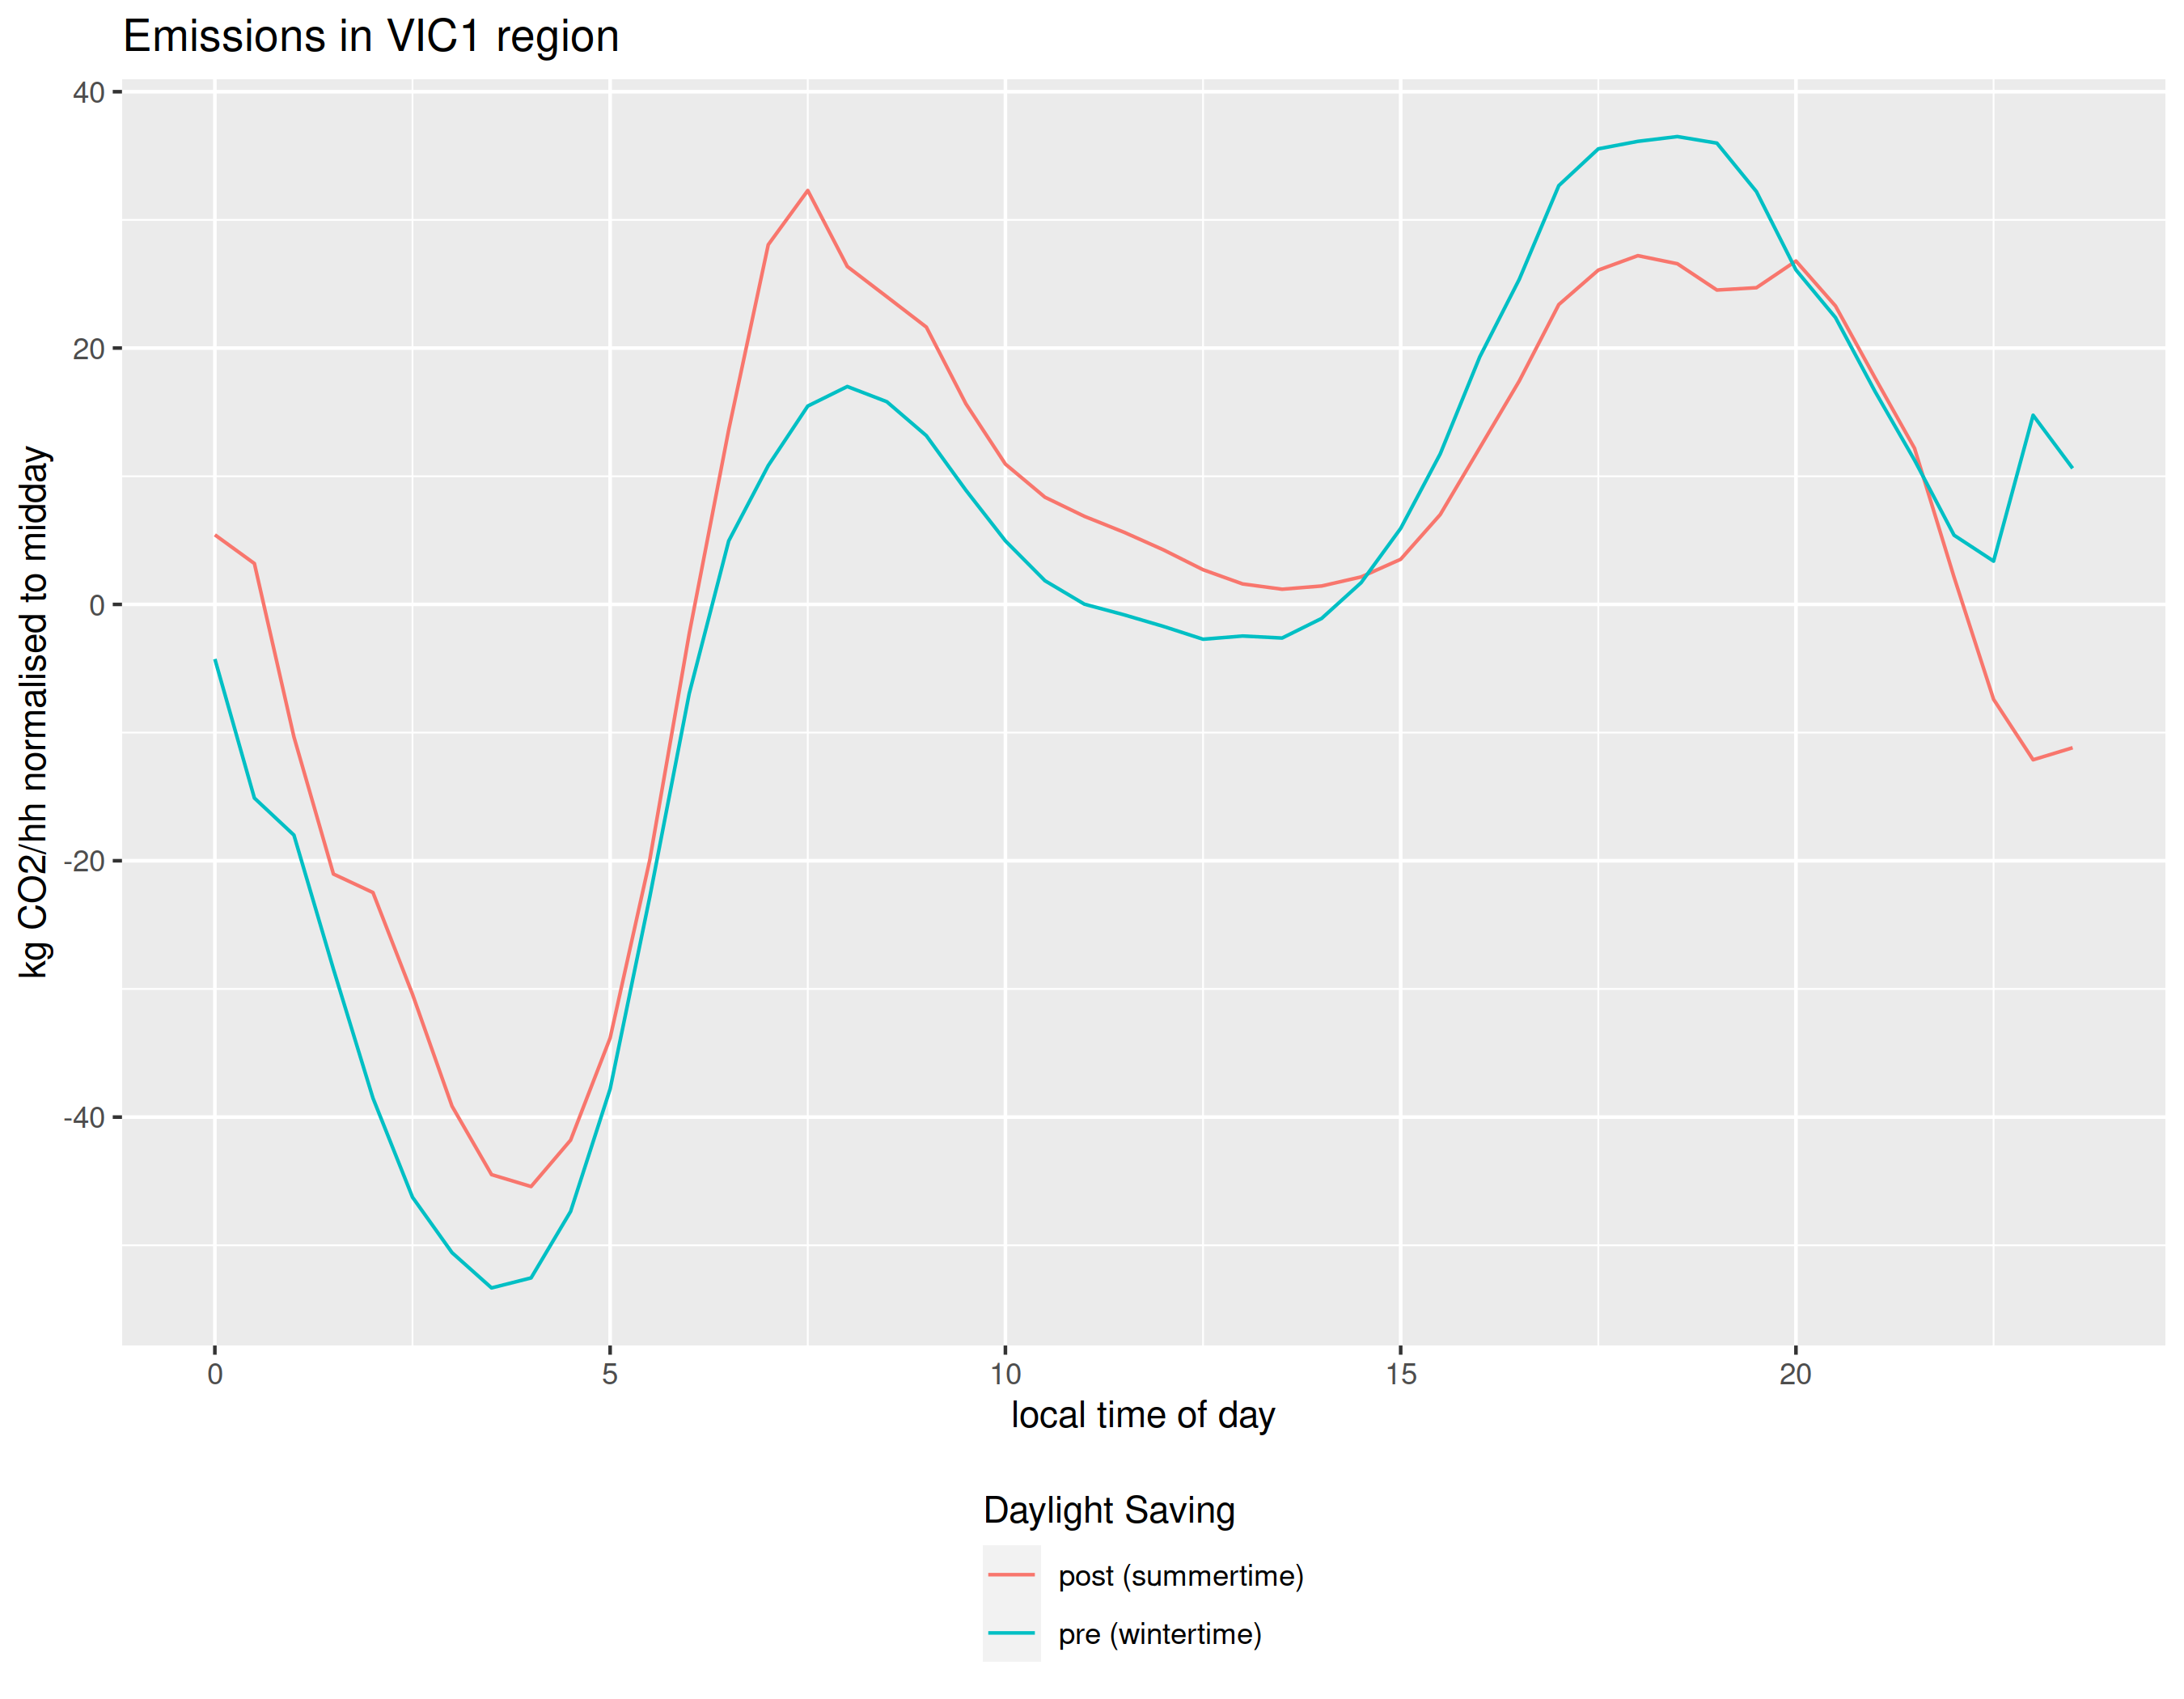 Emissions in VIC1 region
kg CO2/hh normalised to midday
40
20
0
-20
-40
0
5
10
15
20
local time of day
Daylight Saving
post (summertime)
pre (wintertime)